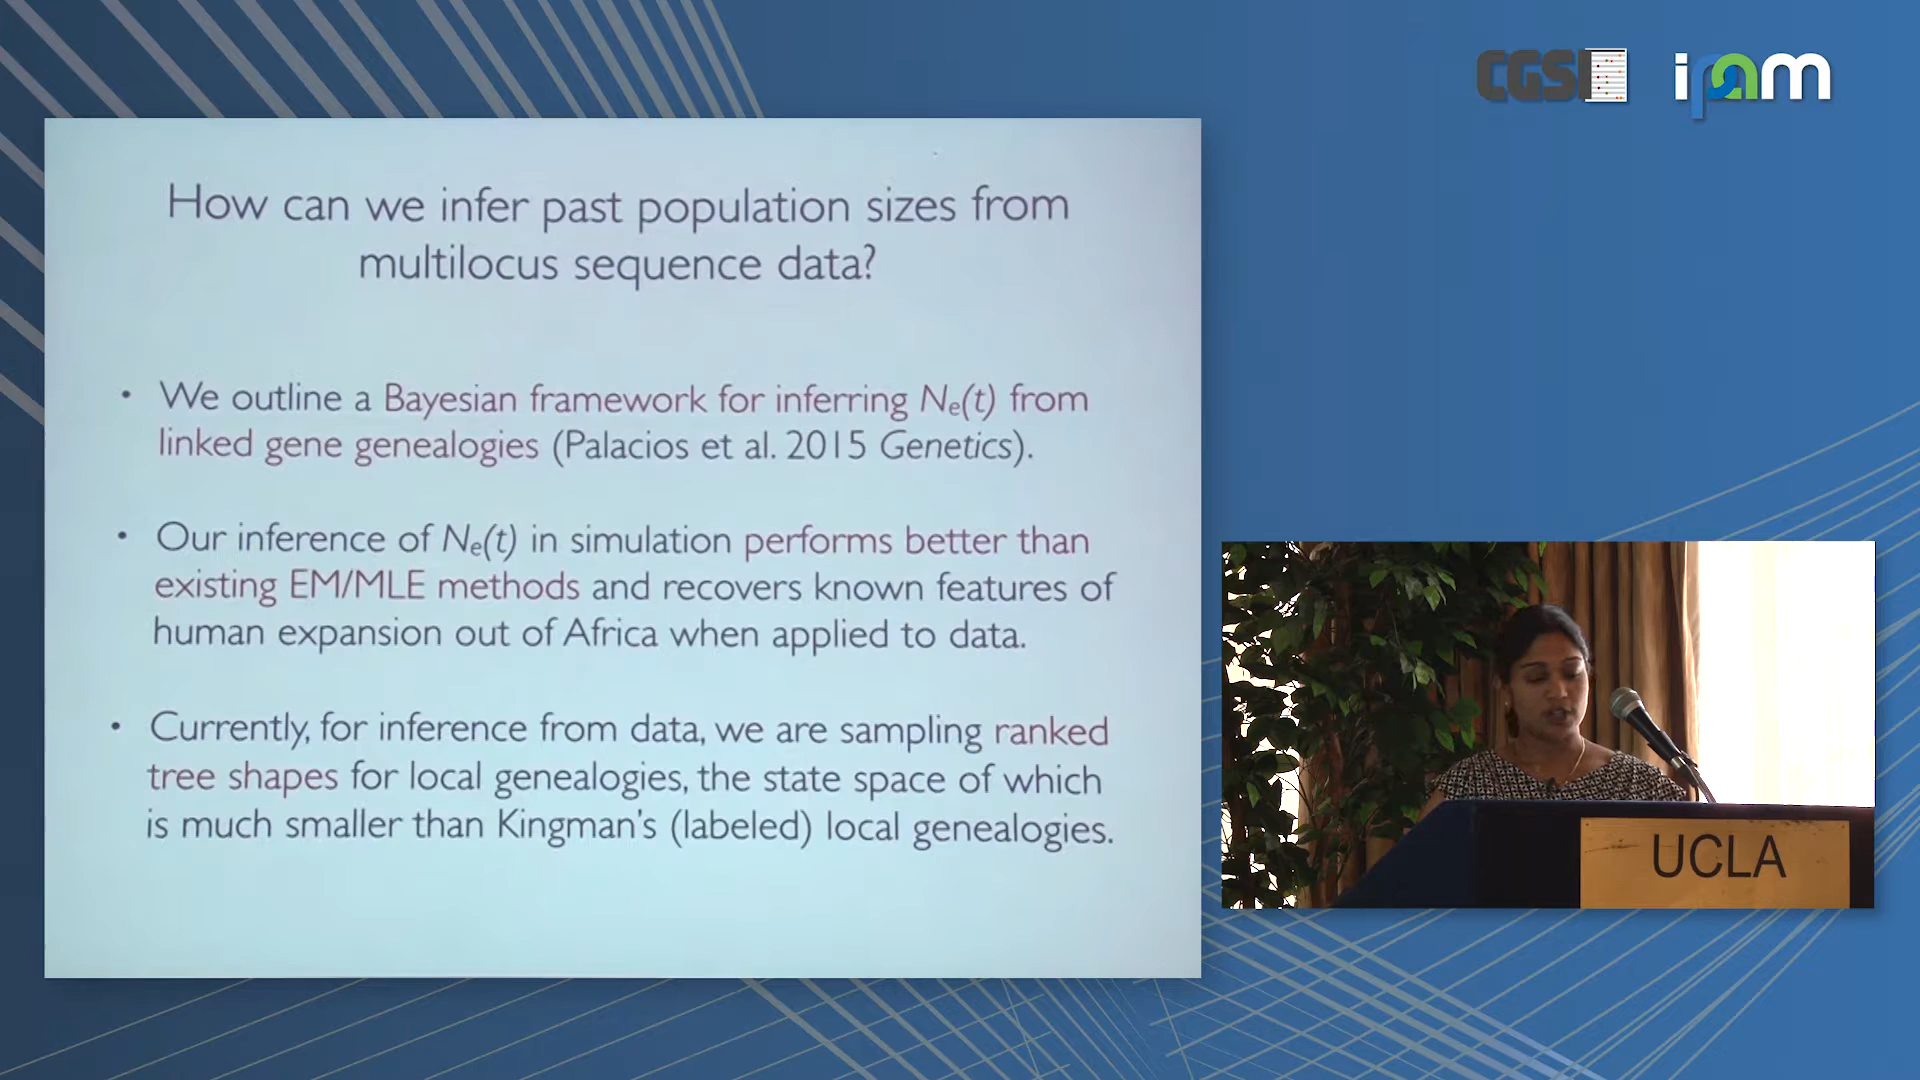 CGSI
ipam
How can we infer past population sizes from
multilocus sequence data?
• We outline a Bayesian framework for inferring Ne(t) from
linked gene genealogies (Palacios et al. 2015 Genetics).
• Our inference of Ne(t) in simulation performs better than
existing EM/MLE methods and recovers known features of
human expansion out of Africa when applied to data.
• Currently, for inference from data, we are sampling ranked
tree shapes for local genealogies, the state space of which
is much smaller than Kingman's (labeled) local genealogies.
UCLA